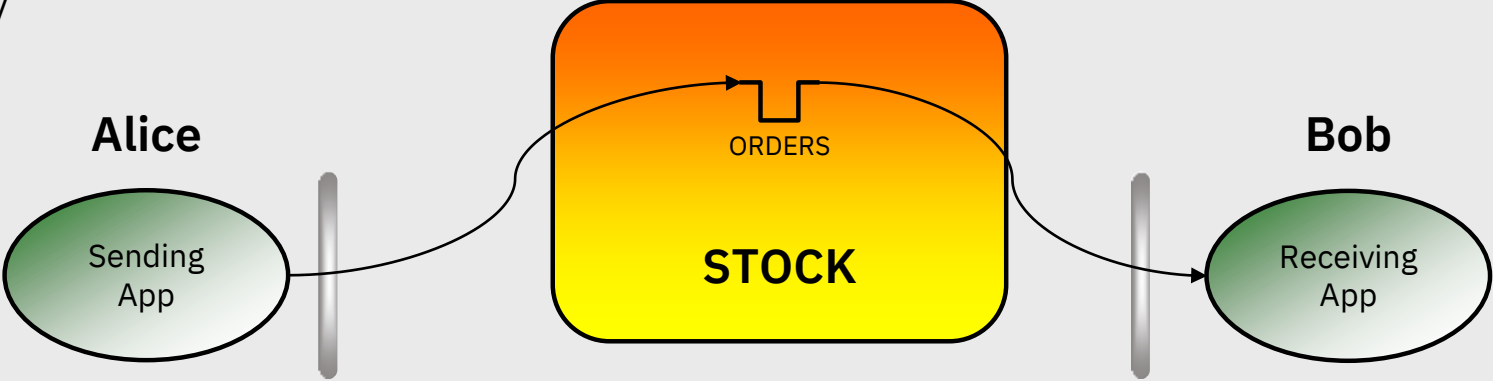 Alice
Sending
App
ORDERS
STOCK
Bob
Receiving
App